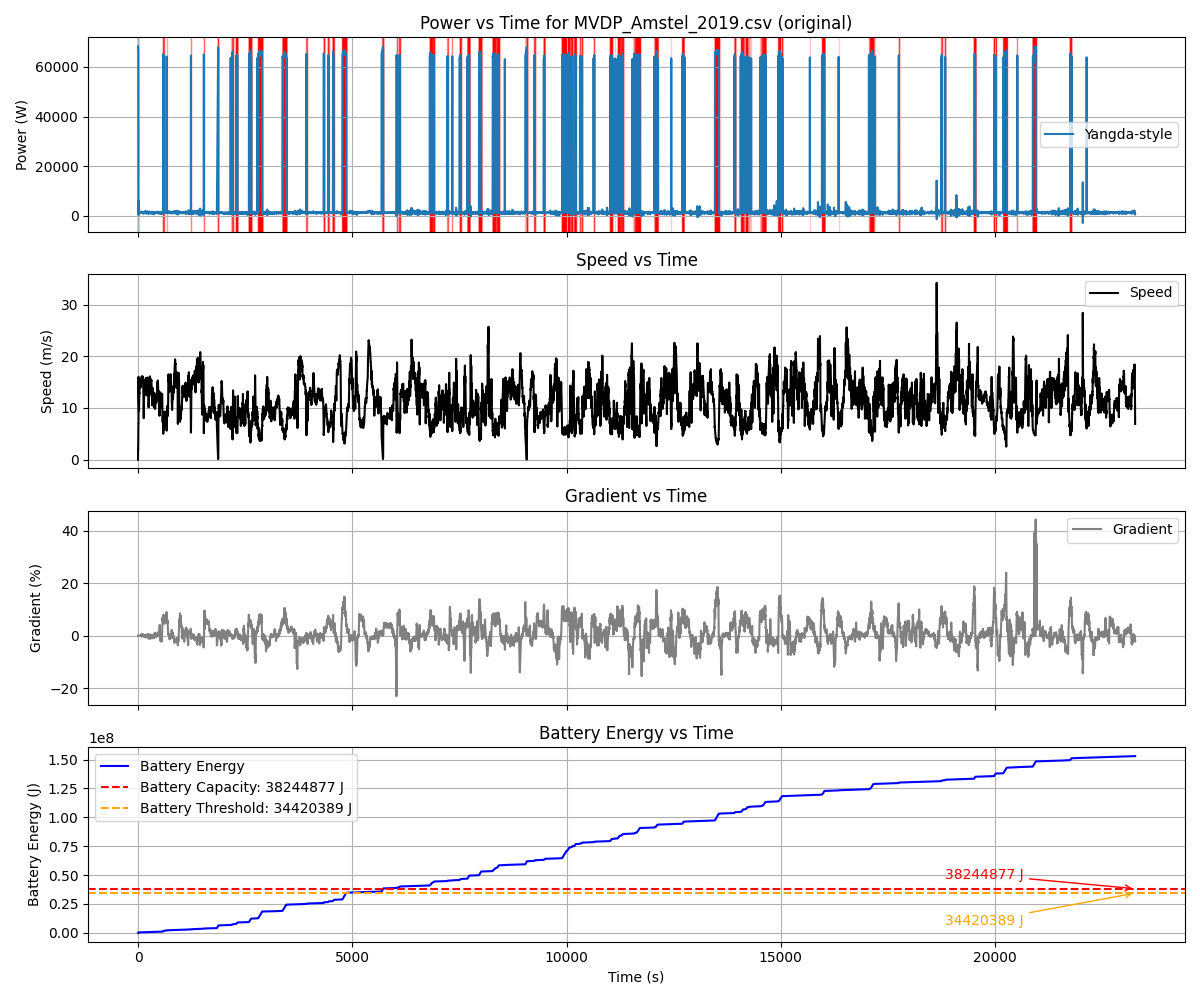 Power vs Time for MVDP_Amstel_2019.csv (original)
Power (W)
60000
40000
20000
0
Yangda-style
Speed vs Time
Speed (m/s)
30
20
10
0
Speed
Gradient vs Time
Gradient (%)
40
20
0
−20
Gradient
Battery Energy vs Time
1e8
Battery Energy (J)
1.50
1.25
1.00
0.75
0.50
0.25
0.00
Battery Energy
Battery Capacity: 38244877 J
Battery Threshold: 34420389 J
38244877 J
34420389 J
0
5000
10000
15000
20000
Time (s)